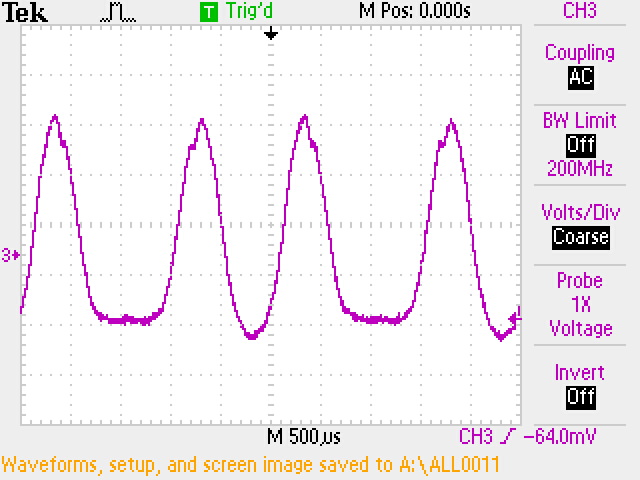 Tek T Trig'd M Pos: 0.000s CH3
Coupling
AC
BW Limit
Off
200MHz
Volts/Div
Coarse
3
Probe
1X
Voltage
Invert
Off
M 500µs CH3 -64.0mV
Waveforms, setup, and screen image saved to A:\ALL0011